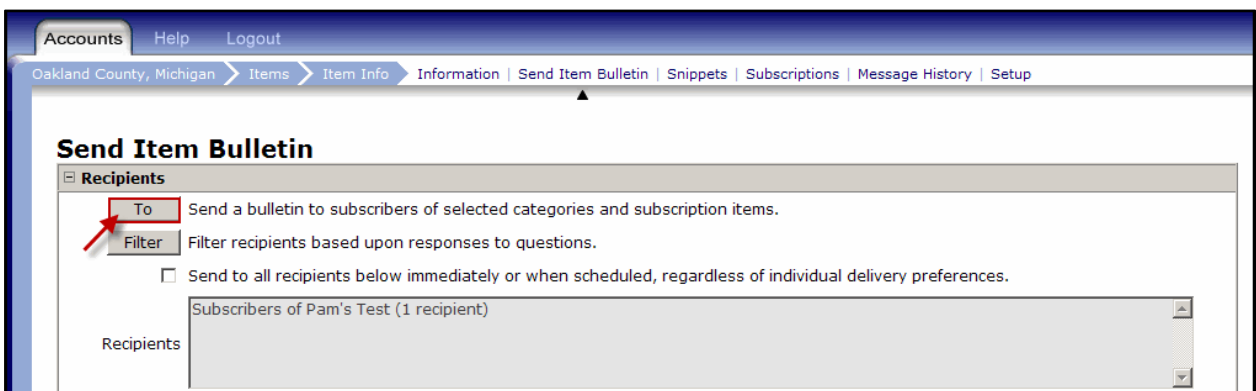 Accounts Help Logout
Oakland County, Michigan Items Item Info Information | Send Item Bulletin | Snippets | Subscriptions | Message History | Setup
Send Item Bulletin
Recipients
To Send a bulletin to subscribers of selected categories and subscription items.
Filter Filter recipients based upon responses to questions.
Send to all recipients below immediately or when scheduled, regardless of individual delivery preferences.
Subscribers of Pam's Test (1 recipient)
Recipients